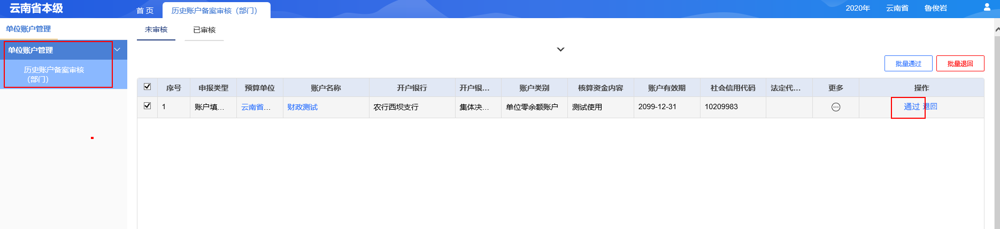 云南省本级
首 页
历史账户备案审核（部门）
2020年
云南省
鲁俊岩
单位账户管理
单位账户管理
历史账户备案审核
（部门）
未审核
已审核
批量通过
批量退回
序号
申报类型
预算单位
账户名称
开户银行
开户银...
账户类别
核算资金内容
账户有效期
社会信用代码
法定代...
更多
操作
1
账户填...
云南省...
财政测试
农行西坝支行
集体决...
单位零余额账户
测试使用
2099-12-31
10209983
通过
退回